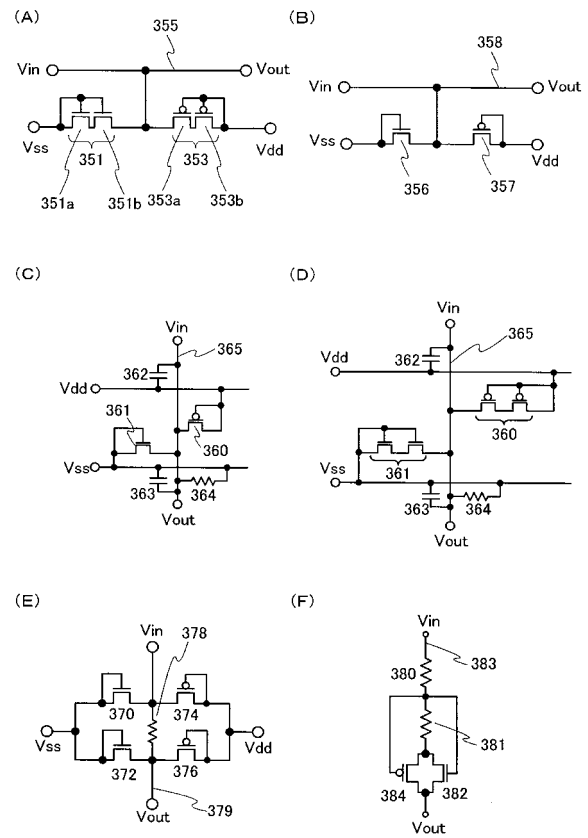 (A)
355
Vin
Vout
Vss
351
353
Vdd
351a
351b
353a
353b
(B)
358
Vin
Vout
Vss
Vdd
356
357
(C)
Vin
365
362
Vdd
361
360
Vss
363
364
Vout
(D)
Vin
365
362
Vdd
360
361
Vss
363
364
Vout
(E)
Vin
378
370
374
Vss
Vdd
372
376
Vout
379
(F)
Vin
383
380
381
384
382
Vout